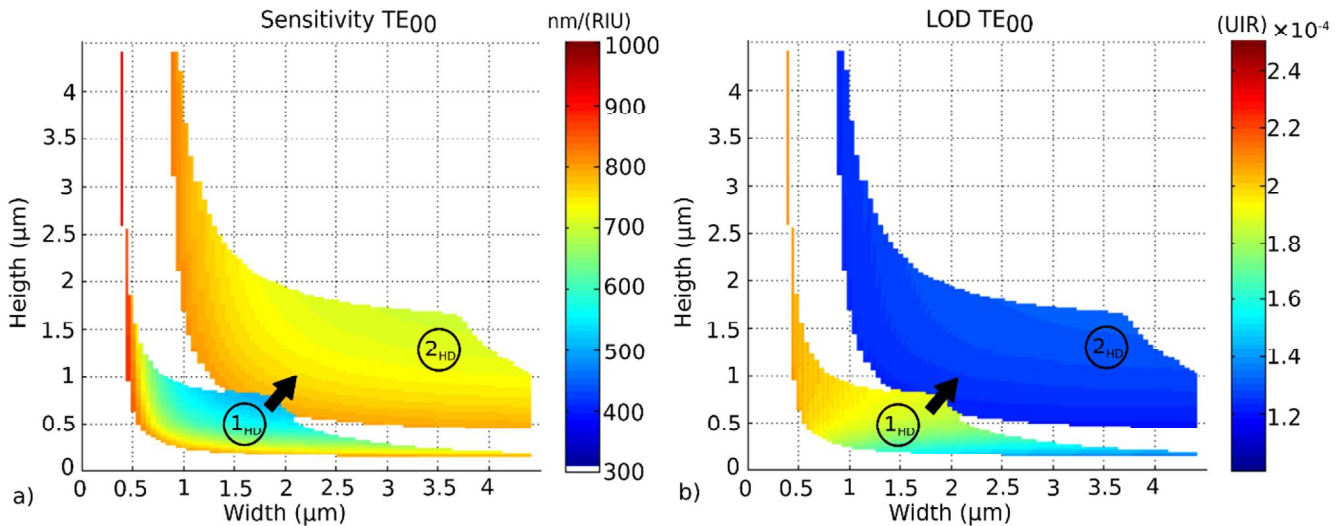 Sensitivity TE00
nm/(RIU)
1000
900
800
700
600
500
400
300
Heigth (µm)
4
3.5
3
2.5
2
1.5
1
0.5
0
0 0.5 1 1.5 2 2.5 3 3.5 4
Width (µm)
1HD
2HD
a)
LOD TE00
(UIR) ×10-4
2.4
2.2
2
1.8
1.6
1.4
1.2
Heigth (µm)
4
3.5
3
2.5
2
1.5
1
0.5
0
0 0.5 1 1.5 2 2.5 3 3.5 4
Width (µm)
1HD
2HD
b)